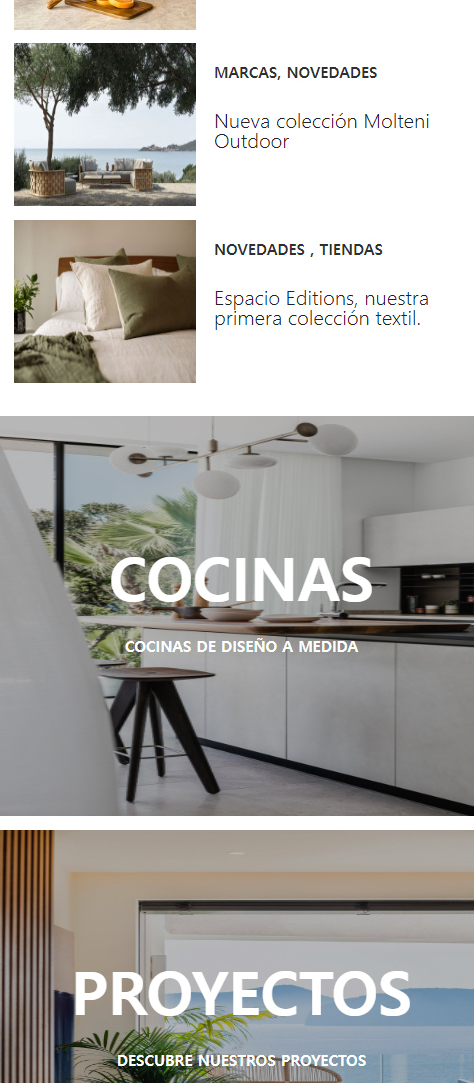 MARCAS, NOVEDADES
Nueva colección Molteni
Outdoor
NOVEDADES , TIENDAS
Espacio Editions, nuestra
primera colección textil.
COCINAS
COCINAS DE DISEÑO A MEDIDA
PROYECTOS
DESCUBRE NUESTROS PROYECTOS